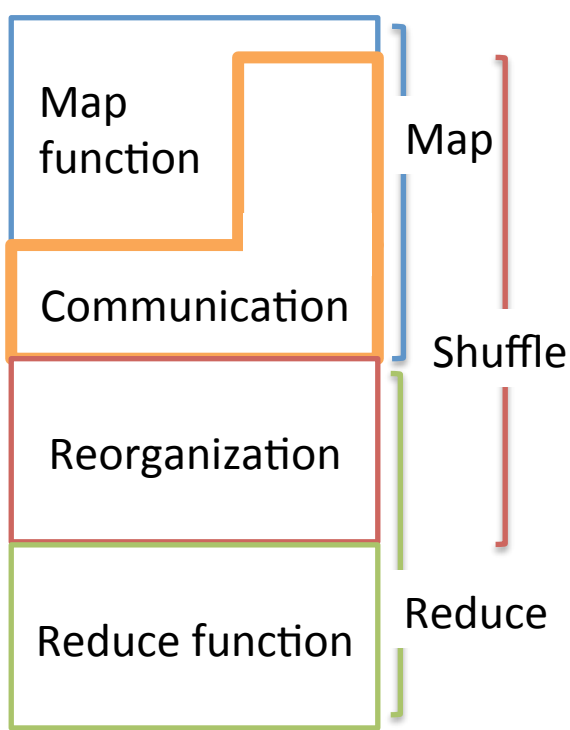 Map
function
Map
Communication
Shuffle
Reorganization
Reduce
Reduce function